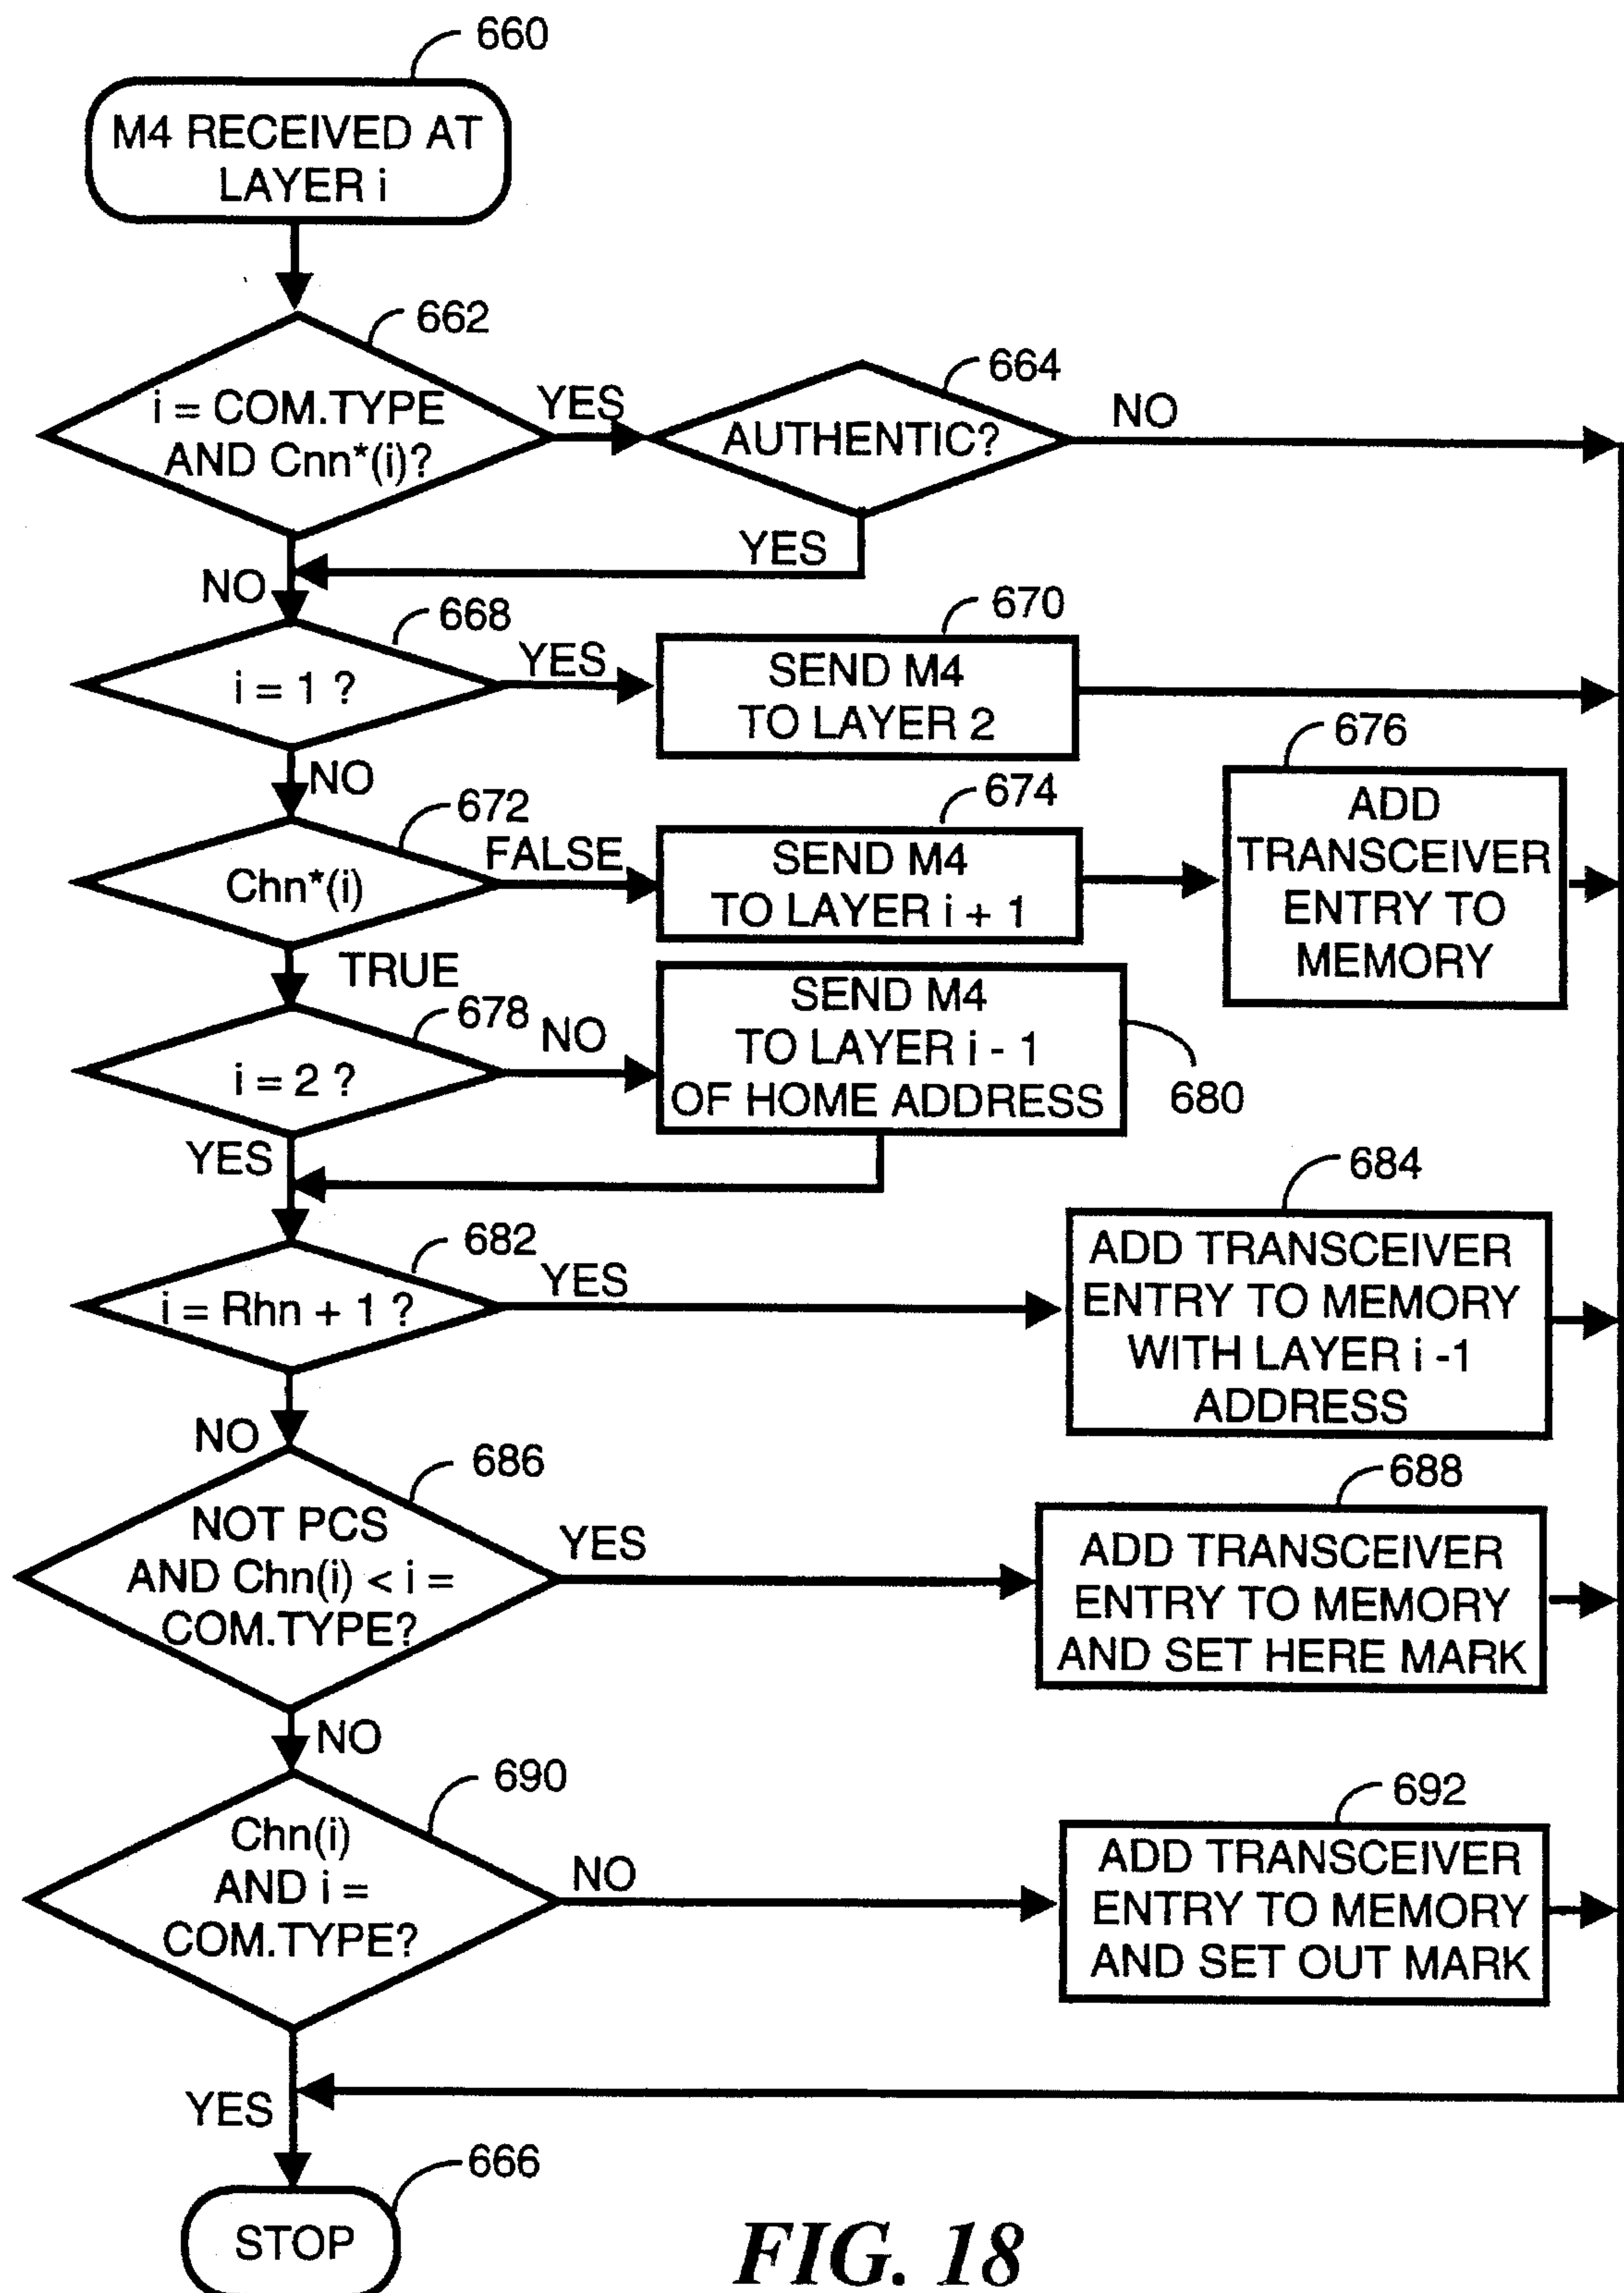 660
M4 RECEIVED AT
LAYER i
662
i = COM.TYPE
AND Cnn*(i)?
YES
664
AUTHENTIC?
NO
YES
NO
668
i = 1 ?
YES
670
SEND M4
TO LAYER 2
NO
672
Chn*(i)
FALSE
674
SEND M4
TO LAYER i + 1
676
ADD
TRANSCEIVER
ENTRY TO
MEMORY
TRUE
678
i = 2 ?
NO
SEND M4
TO LAYER i - 1
OF HOME ADDRESS
680
YES
682
i = Rhn + 1 ?
YES
684
ADD TRANSCEIVER
ENTRY TO MEMORY
WITH LAYER i -1
ADDRESS
NO
686
NOT PCS
AND Chn(i) < i =
COM.TYPE?
YES
688
ADD TRANSCEIVER
ENTRY TO MEMORY
AND SET HERE MARK
NO
690
Chn(i)
AND i =
COM.TYPE?
NO
692
ADD TRANSCEIVER
ENTRY TO MEMORY
AND SET OUT MARK
YES
666
STOP
FIG. 18